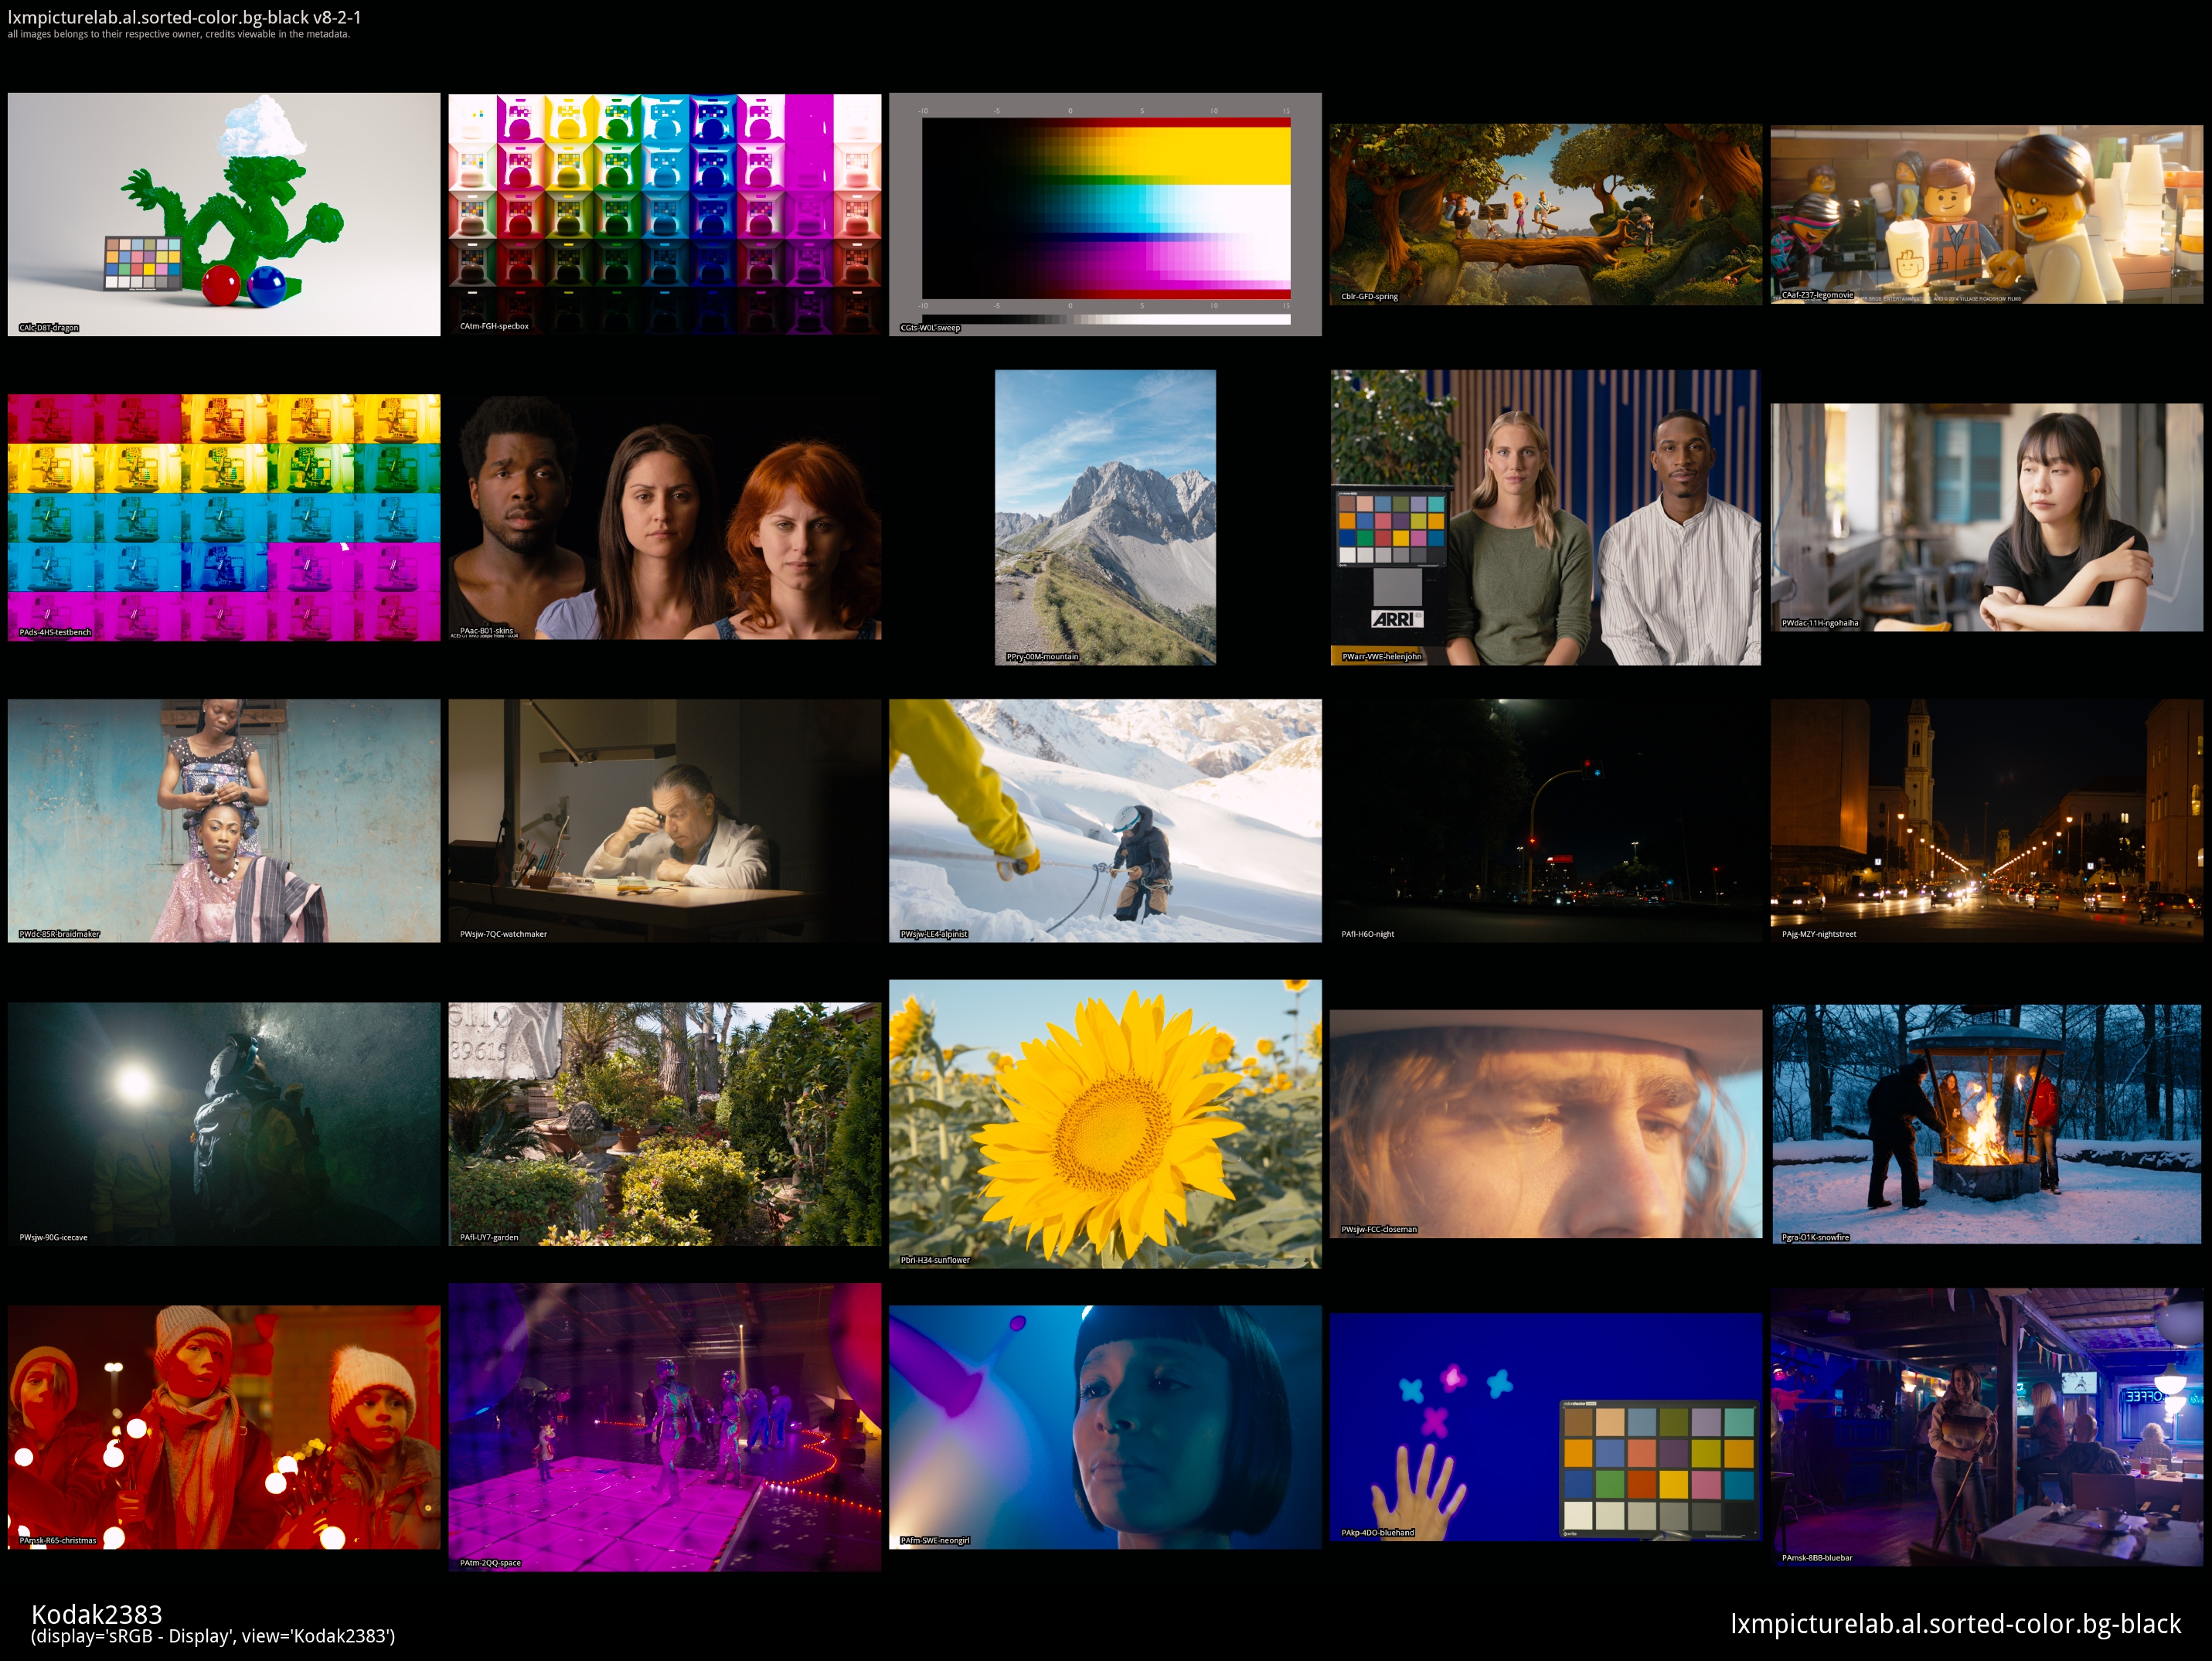 lxmpicturelab.al.sorted-color.bg-black v8-2-1
all images belongs to their respective owner, credits viewable in the metadata.
CAlc-D8T-dragon
CAtm-FGH-specbox
-10 -5 0 5 10 15
-10 -5 0 5 10 15
CGts-W0L-sweep
Cblr-GFD-spring
CAaf-Z37-legomovie
PAds-4HS-testbench
PAac-B01-skins
PPry-00M-mountain
ARRI
PWarr-VWE-helenjohn
PWdac-11H-ngohaiha
PWdc-85R-braidmaker
PWsjw-7QC-watchmaker
PWsjw-LE4-alpinist
PAfl-H6O-night
PAjg-MZY-nightstreet
PWsjw-90G-icecave
89615
PAfl-UY7-garden
Pbri-H34-sunflower
PWsjw-FCC-closeman
Pgra-O1K-snowfire
PAmsk-R65-christmas
PAtm-2QQ-space
PAfm-SWE-neongirl
PAkp-4DO-bluehand
PAmsk-8BB-bluebar
Kodak2383
(display='sRGB - Display', view='Kodak2383')
lxmpicturelab.al.sorted-color.bg-black